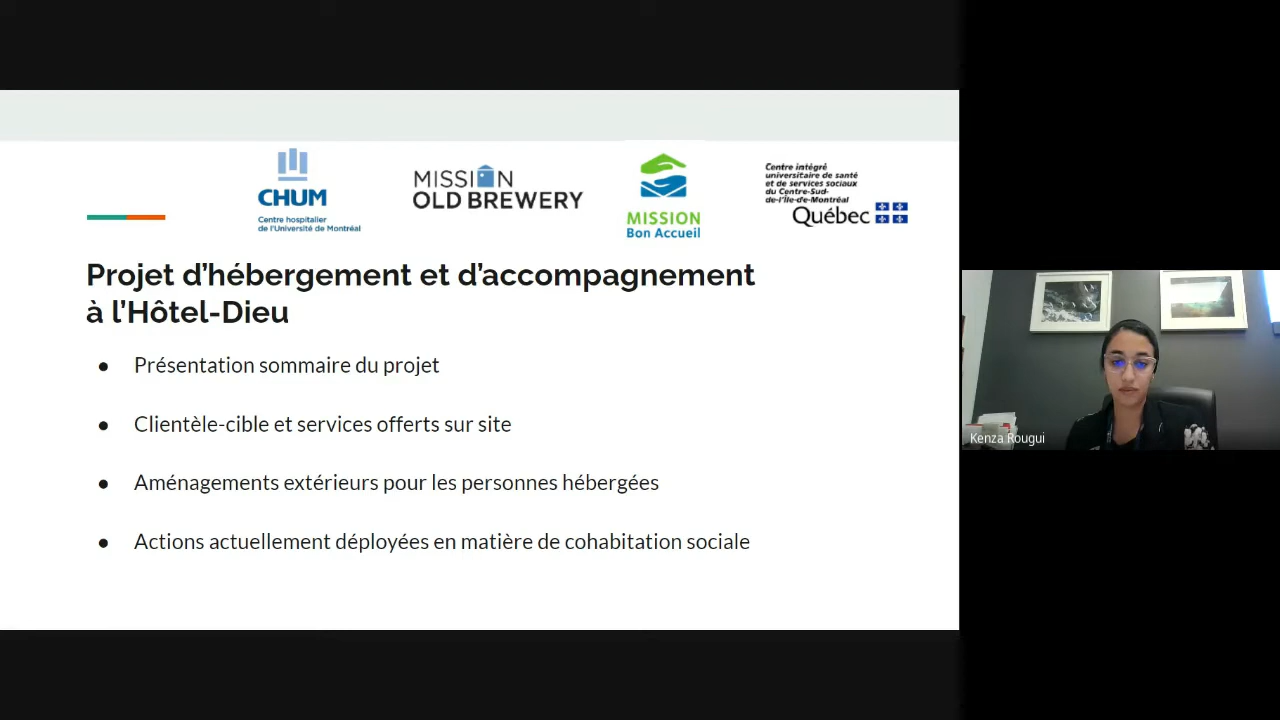 CHUM
Centre hospitalier
de l'Université de Montréal
MISSION
OLD BREWERY
MISSION
Bon Accueil
Centre intégré
universitaire de santé
et de services sociaux
du Centre-Sud-
de-l'Île-de-Montréal
Québec
Projet d'hébergement et d'accompagnement
à l'Hôtel-Dieu
● Présentation sommaire du projet
● Clientèle-cible et services offerts sur site
● Aménagements extérieurs pour les personnes hébergées
● Actions actuellement déployées en matière de cohabitation sociale
Kenza Rougui